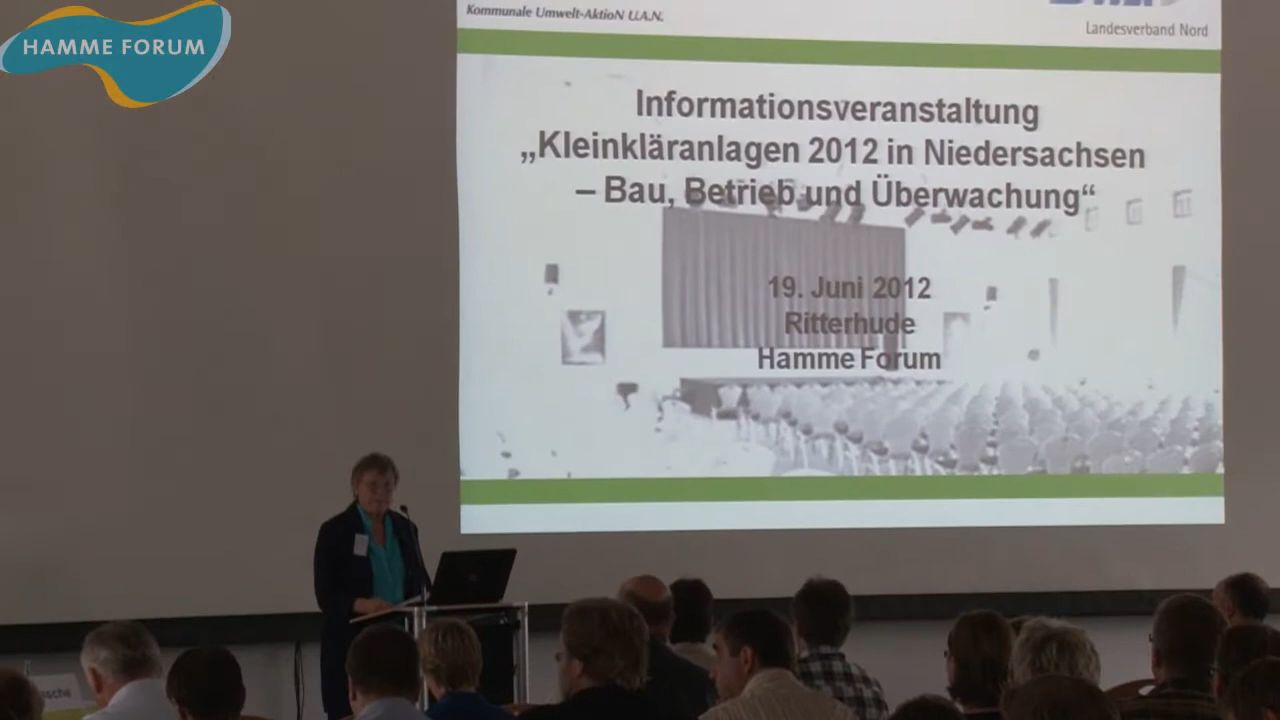 HAMME FORUM
Kommunale Umwelt-AktioN U.A.N.
Landesverband Nord
Informationsveranstaltung
„Kleinkläranlagen 2012 in Niedersachsen
– Bau, Betrieb und Überwachung“
19. Juni 2012
Ritterhude
Hamme Forum